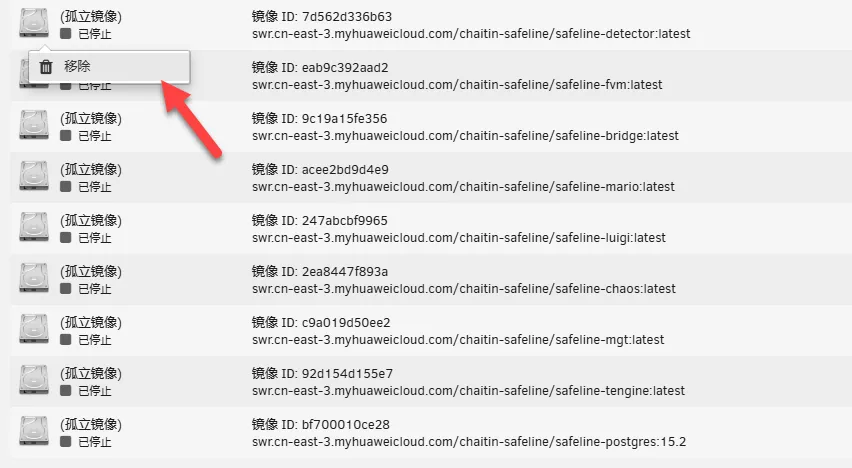 (孤立镜像)
镜像 ID: 7d562d336b63
已停止
swr.cn-east-3.myhuaweicloud.com/chaitin-safeline/safeline-detector:latest
移除
镜像 ID: eab9c392aad2
已停止
swr.cn-east-3.myhuaweicloud.com/chaitin-safeline/safeline-fvm:latest
(孤立镜像)
镜像 ID: 9c19a15fe356
已停止
swr.cn-east-3.myhuaweicloud.com/chaitin-safeline/safeline-bridge:latest
(孤立镜像)
镜像 ID: acee2bd9d4e9
已停止
swr.cn-east-3.myhuaweicloud.com/chaitin-safeline/safeline-mario:latest
(孤立镜像)
镜像 ID: 247abcbf9965
已停止
swr.cn-east-3.myhuaweicloud.com/chaitin-safeline/safeline-luigi:latest
(孤立镜像)
镜像 ID: 2ea8447f893a
已停止
swr.cn-east-3.myhuaweicloud.com/chaitin-safeline/safeline-chaos:latest
(孤立镜像)
镜像 ID: c9a019d50ee2
已停止
swr.cn-east-3.myhuaweicloud.com/chaitin-safeline/safeline-mgt:latest
(孤立镜像)
镜像 ID: 92d154d155e7
已停止
swr.cn-east-3.myhuaweicloud.com/chaitin-safeline/safeline-tengine:latest
(孤立镜像)
镜像 ID: bf700010ce28
已停止
swr.cn-east-3.myhuaweicloud.com/chaitin-safeline/safeline-postgres:15.2